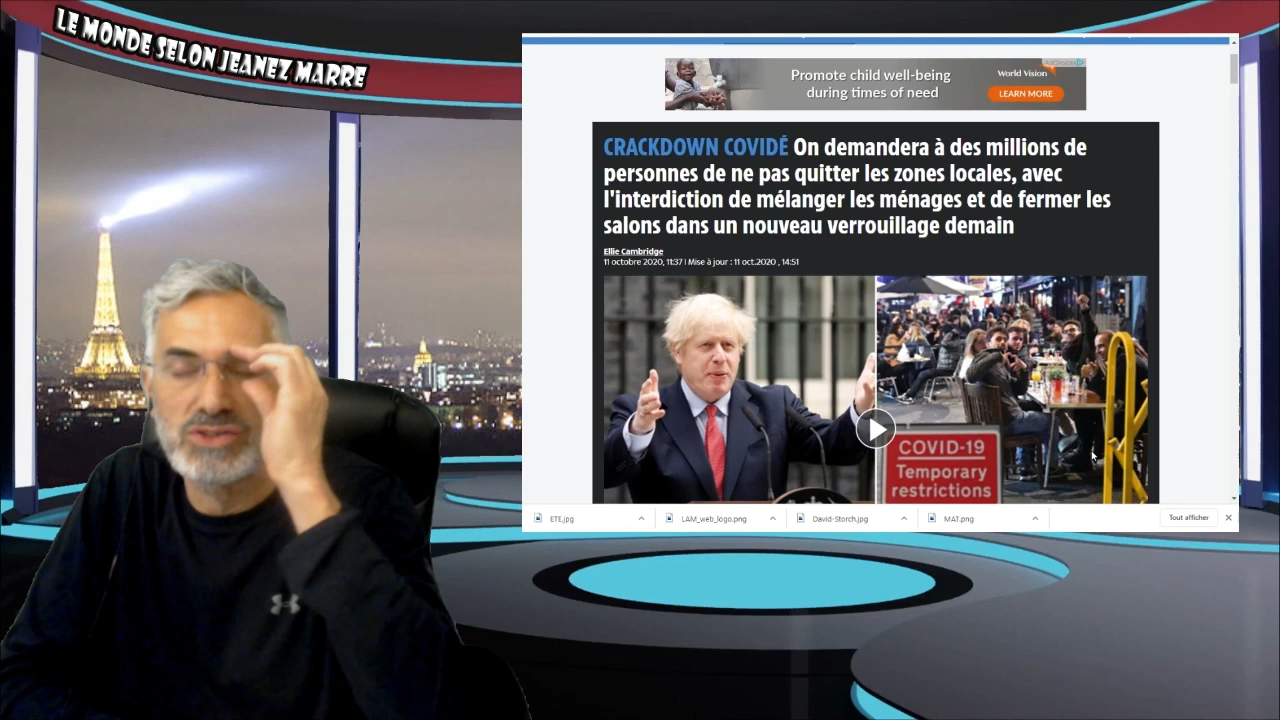 LE MONDE SELON JEANEZ MARRE
Promote child well-being
during times of need
World Vision
LEARN MORE
AdChoices
CRACKDOWN COVIDÉ On demandera à des millions de
personnes de ne pas quitter les zones locales, avec
l'interdiction de mélanger les ménages et de fermer les
salons dans un nouveau verrouillage demain
Ellie Cambridge
11 octobre 2020, 11:37 | Mise à jour : 11 oct.2020 , 14:51
COVID-19
Temporary
restrictions
ETE.jpg
LAM_web_logo.png
David-Storch.jpg
MAT.png
Tout afficher